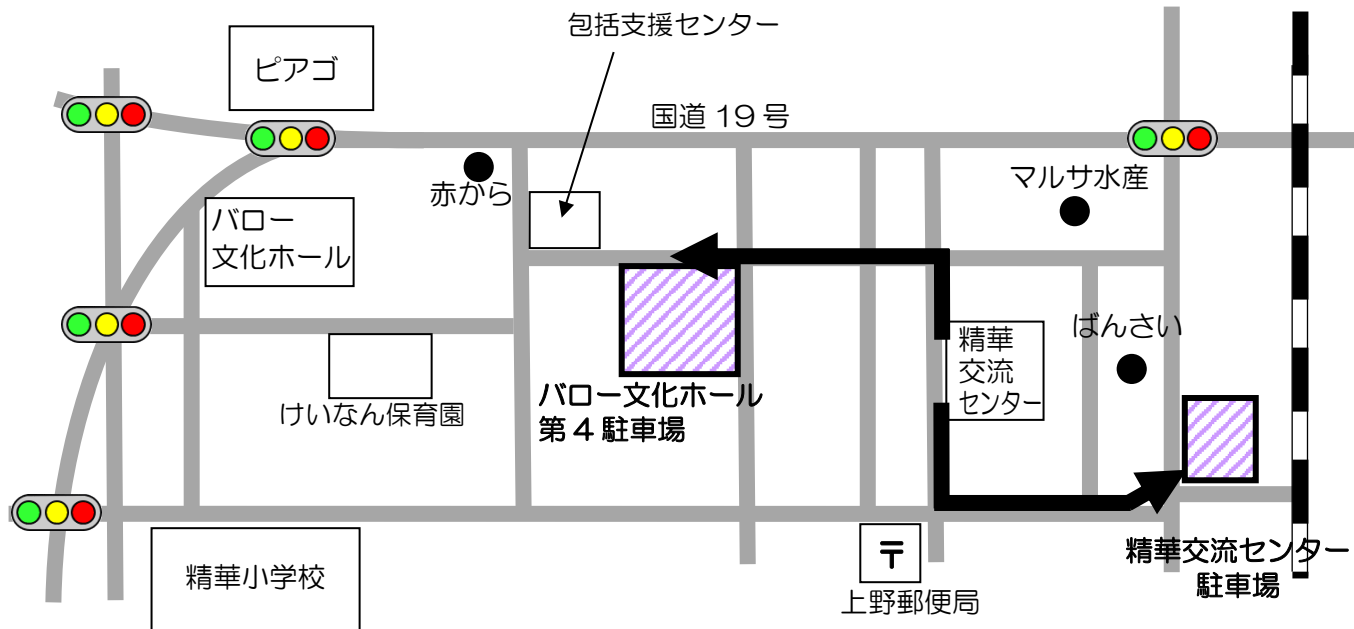 包括支援センター
ピアゴ
国道 19 号
赤から
マルサ水産
バロー
文化ホール
ばんさい
精華
交流
センター
けいなん保育園
バロー文化ホール
第 4 駐車場
〒
上野郵便局
精華小学校
精華交流センター
駐車場